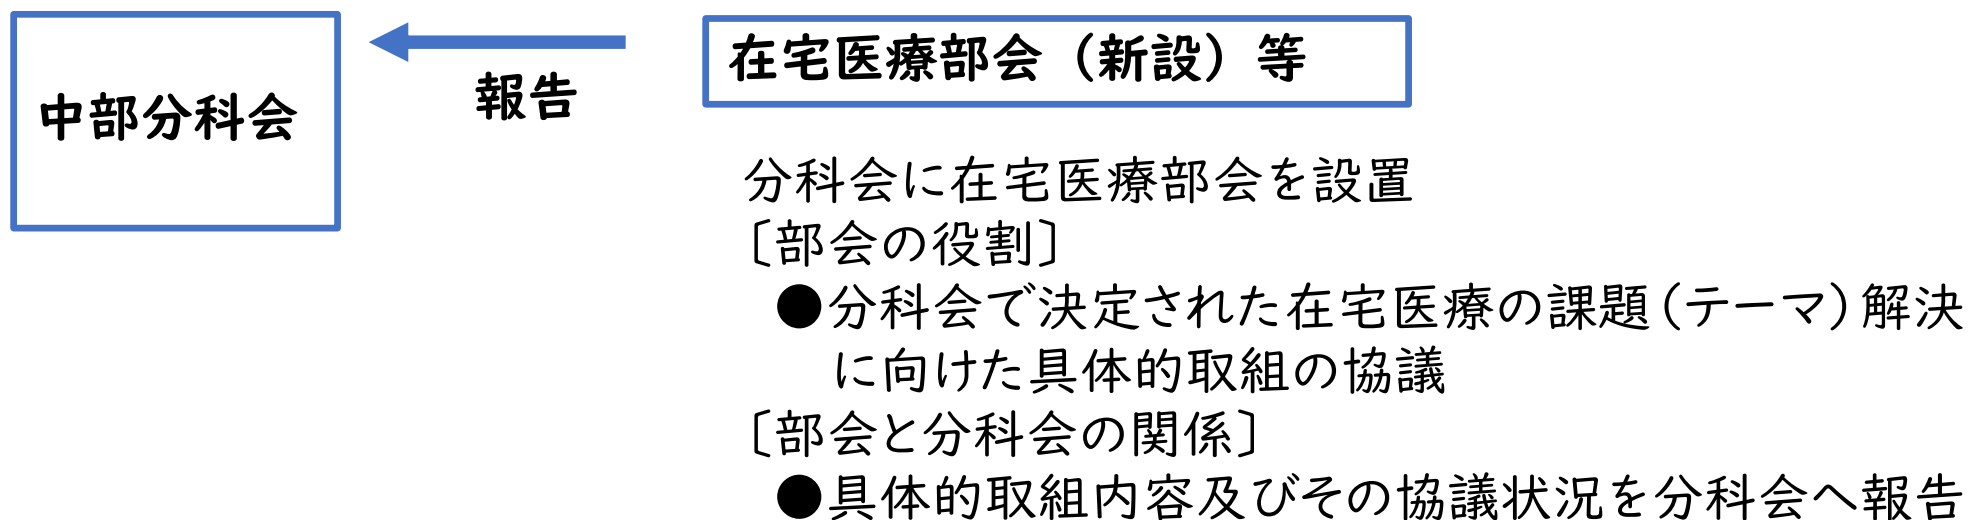 中部分科会
報告
在宅医療部会（新設）等
分科会に在宅医療部会を設置
〔部会の役割〕
●分科会で決定された在宅医療の課題（テーマ）解決
に向けた具体的取組の協議
〔部会と分科会の関係〕
●具体的取組内容及びその協議状況を分科会へ報告